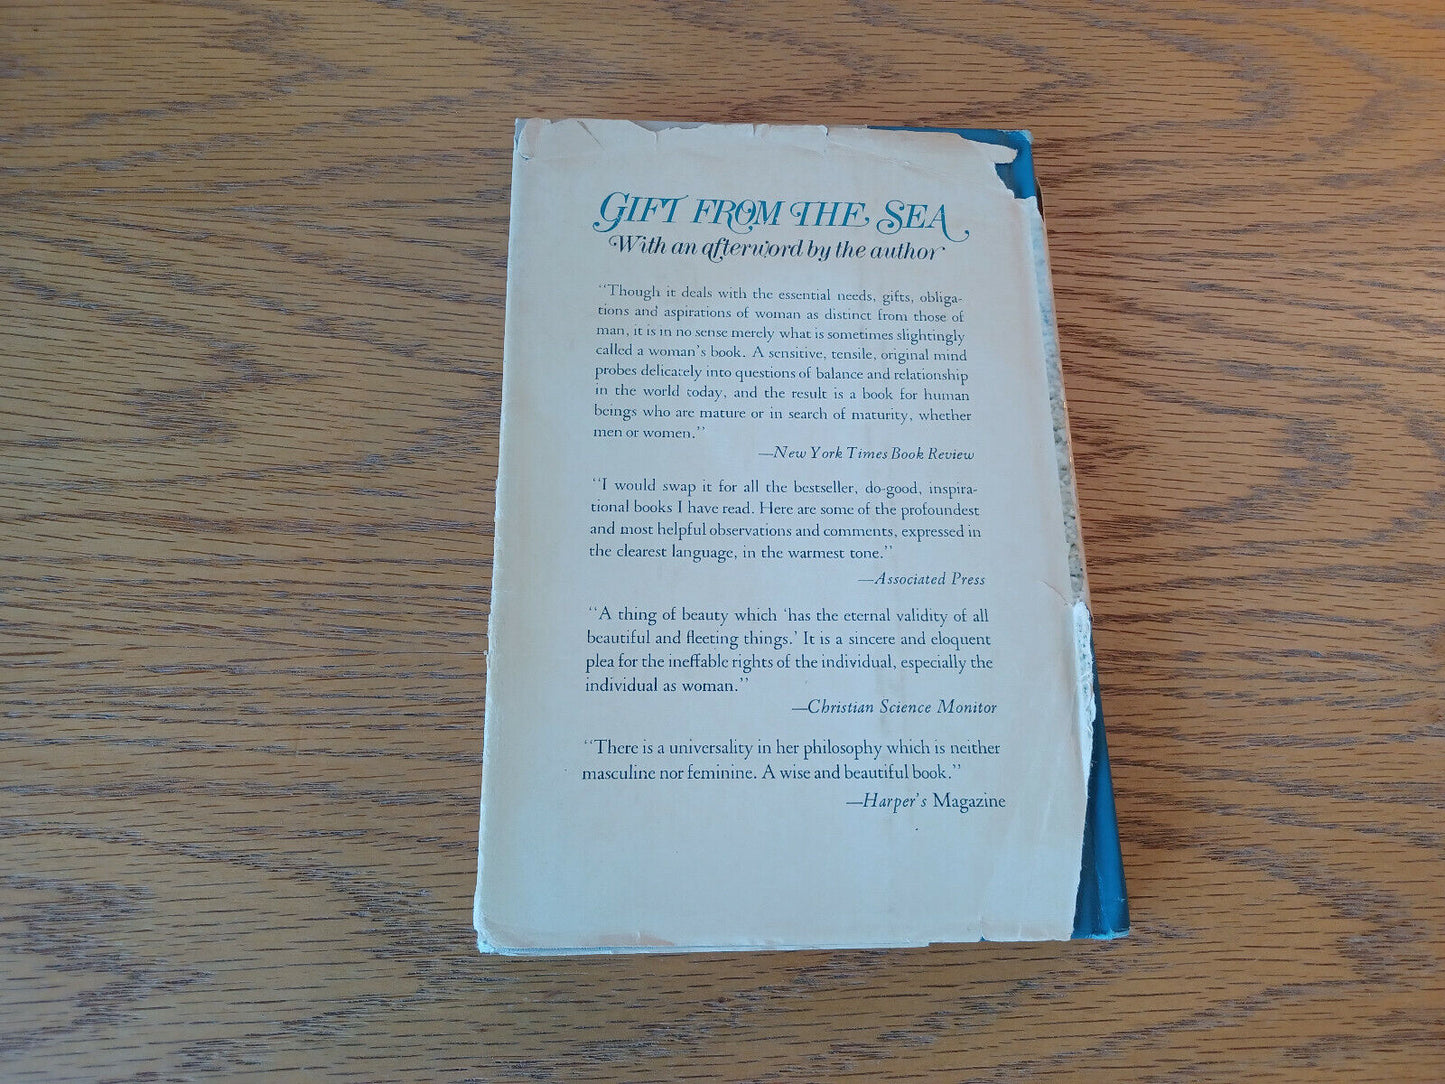 GIFT FROM THE SEA
With an afterword by the author
"Though it deals with the essential needs, gifts, obliga-
tions and aspirations of woman as distinct from those of
man, it is in no sense merely what is sometimes slightingly
called a woman's book. A sensitive, tensile, original mind
probes delicately into questions of balance and relationship
in the world today, and the result is a book for human
beings who are mature or in search of maturity, whether
men or women."
—New York Times Book Review
"I would swap it for all the bestseller, do-good, inspira-
tional books I have read. Here are some of the profoundest
and most helpful observations and comments, expressed in
the clearest language, in the warmest tone."
—Associated Press
"A thing of beauty which 'has the eternal validity of all
beautiful and fleeting things.' It is a sincere and eloquent
plea for the ineffable rights of the individual, especially the
individual as woman."
—Christian Science Monitor
"There is a universality in her philosophy which is neither
masculine nor feminine. A wise and beautiful book."
—Harper's Magazine